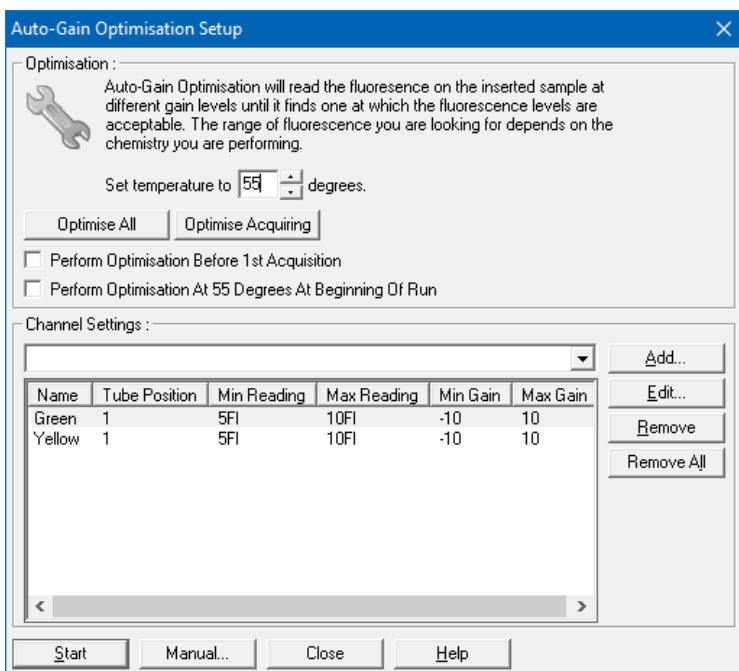 Auto-Gain Optimisation Setup
Optimisation :
Auto-Gain Optimisation will read the fluoresence on the inserted sample at
different gain levels until it finds one at which the fluorescence levels are
acceptable. The range of fluorescence you are looking for depends on the
chemistry you are performing.
Set temperature to 55 degrees.
Optimise All Optimise Acquiring
Perform Optimisation Before 1st Acquisition
Perform Optimisation At 55 Degrees At Beginning Of Run
Channel Settings :
Add...
Name Tube Position Min Reading Max Reading Min Gain Max Gain
Edit...
Green 1 5Fl 10Fl -10 10
Yellow 1 5Fl 10Fl -10 10
Remove
Remove All
Start Manual... Close Help